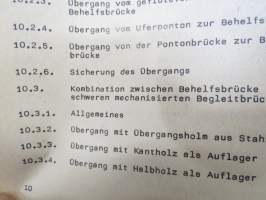 10.2.3. Übergang vom gefluteten
Behelfsbrücke
10.2.4. Übergang vom Uferponton zur Behelfs
10.2.5. Übergang von der Pontonbrücke zur B
brücke
10.2.6. Sicherung des Übergangs
10.3. Kombination zwischen Behelfsbrücke
schweren mechanisierten Begleitbrüc
10.3.1. Allgemeines
10.3.2. Übergang mit Übergangsholm aus Stah
10.3.3. Übergang mit Kantholz als Auflager
10.3.4. Übergang mit Halbholz als Auflager
10